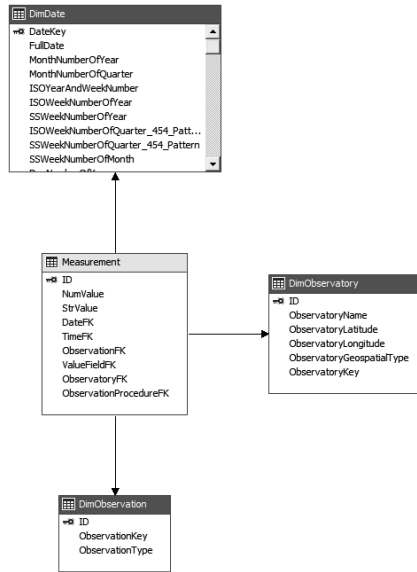 DimDate
DateKey
FullDate
MonthNumberOfYear
MonthNumberOfQuarter
ISOYearAndWeekNumber
ISOWeekNumberOfYear
SSWeekNumberOfYear
ISOWeekNumberOfQuarter_454_Patt...
SSWeekNumberOfQuarter_454_Pattern
SSWeekNumberOfMonth
Measurement
ID
NumValue
StrValue
DateFK
TimeFK
ObservationFK
ValueFieldFK
ObservatoryFK
ObservationProcedureFK
DimObservatory
ID
ObservatoryName
ObservatoryLatitude
ObservatoryLongitude
ObservatoryGeospatialType
ObservatoryKey
DimObservation
ID
ObservationKey
ObservationType